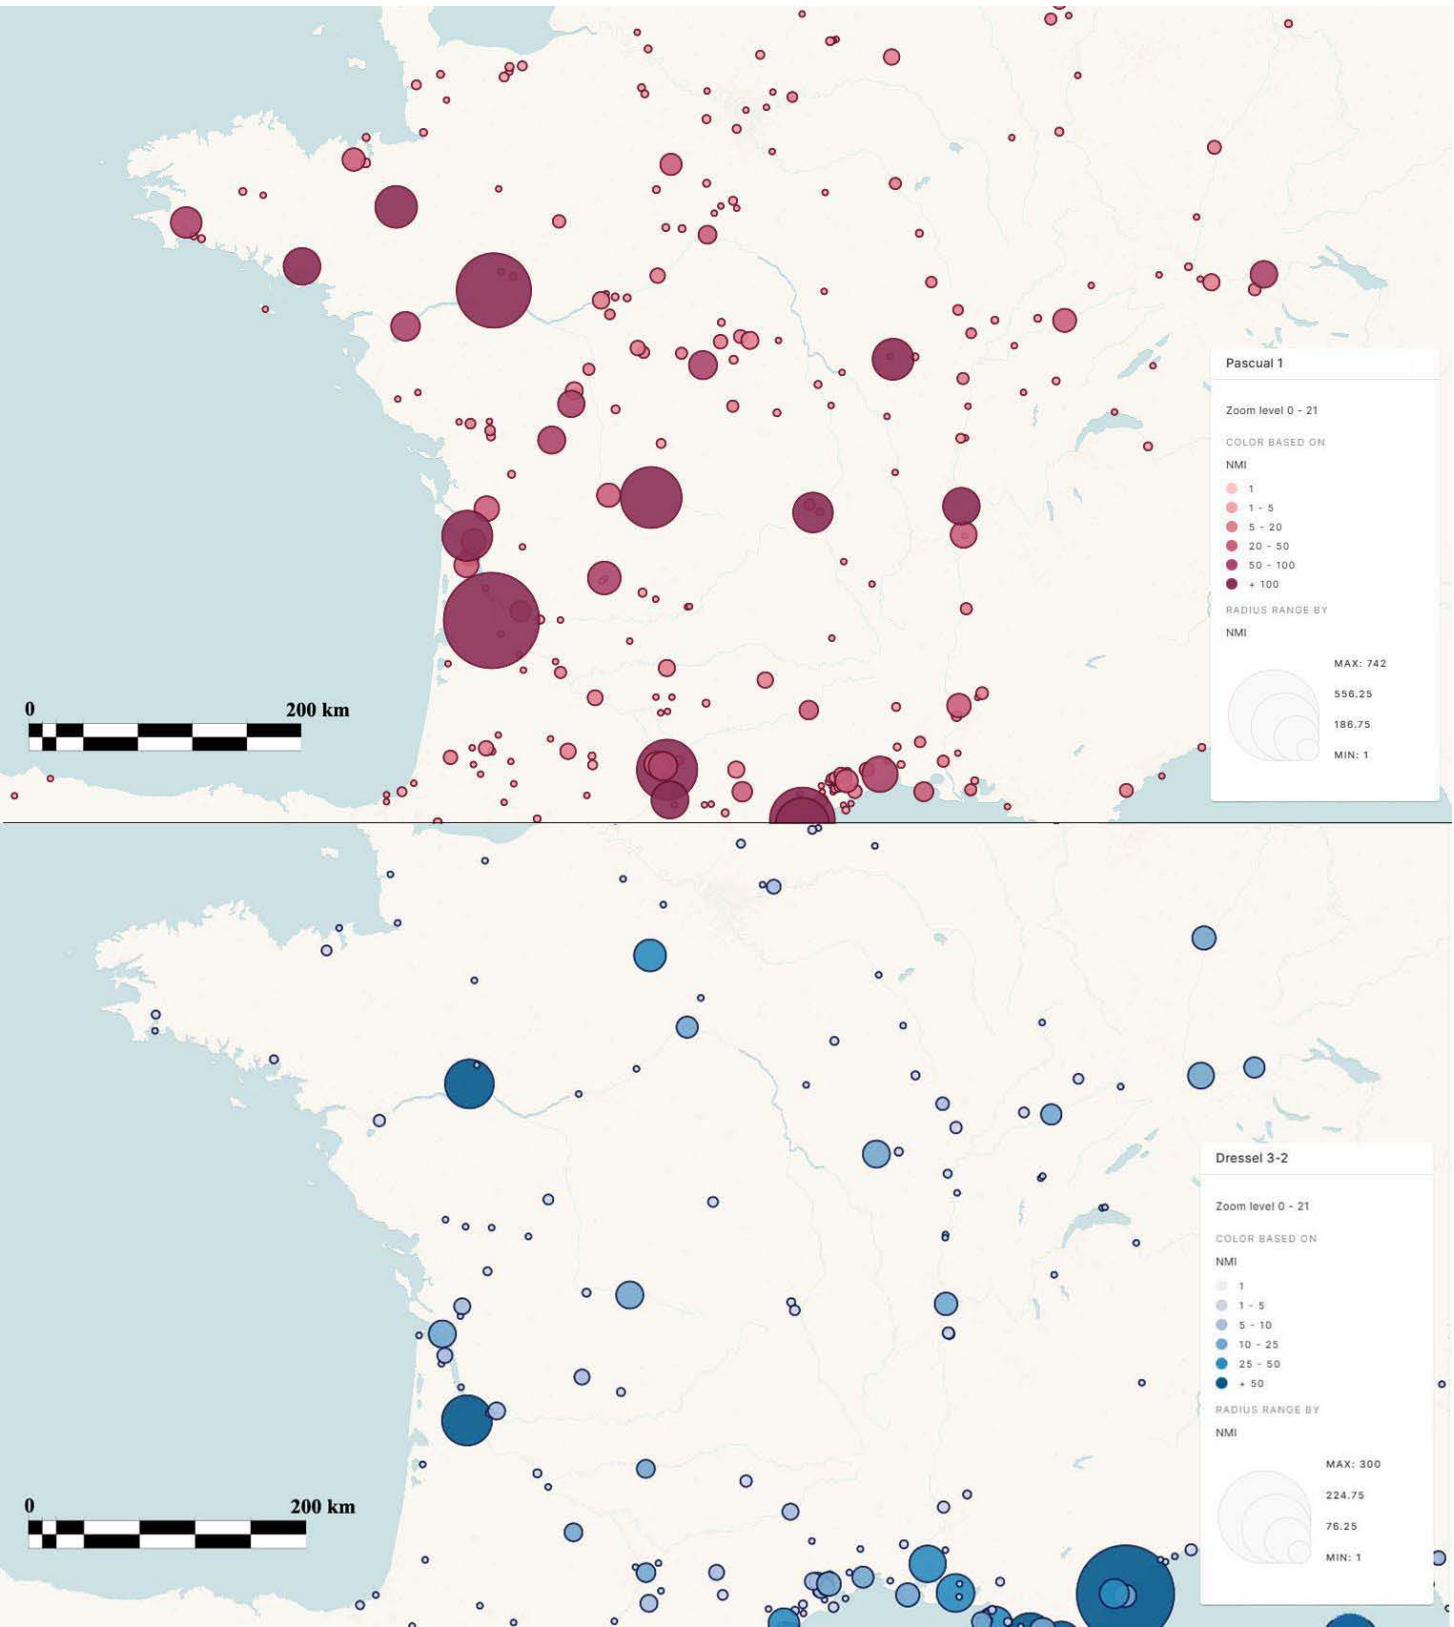 Pascual 1
Zoom level 0 - 21
COLOR BASED ON
NMI
1
1 - 5
5 - 20
20 - 50
50 - 100
+ 100
RADIUS RANGE BY
NMI
MAX: 742
556.25
186.75
MIN: 1
0 200 km
Dressel 3-2
Zoom level 0 - 21
COLOR BASED ON
NMI
1
1 - 5
5 - 10
10 - 25
25 - 50
+ 50
RADIUS RANGE BY
NMI
MAX: 300
224.75
76.25
MIN: 1
0 200 km